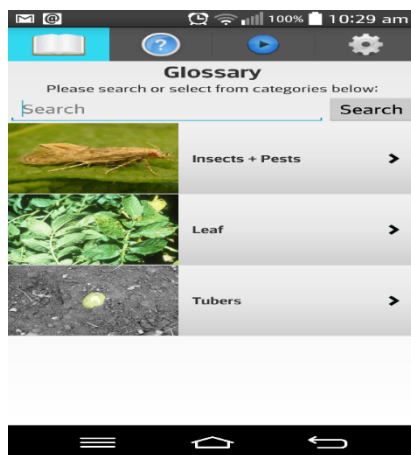 100% 10:29 am
Glossary
Please search or select from categories below:
Search Search
Insects + Pests
Leaf
Tubers